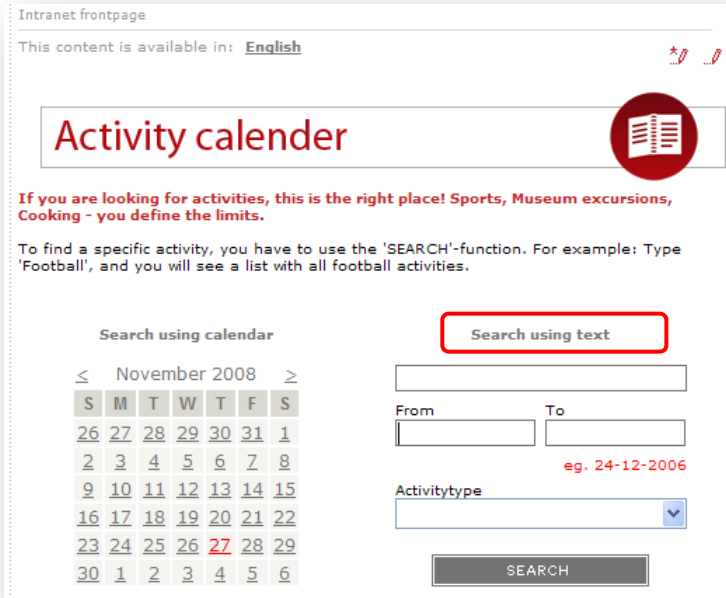 Intranet frontpage
This content is available in: English
Activity calender
If you are looking for activities, this is the right place! Sports, Museum excursions,
Cooking - you define the limits.
To find a specific activity, you have to use the 'SEARCH'-function. For example: Type
'Football', and you will see a list with all football activities.
Search using calendar
< November 2008 >
S M T W T F S
26 27 28 29 30 31 1
2 3 4 5 6 7 8
9 10 11 12 13 14 15
16 17 18 19 20 21 22
23 24 25 26 27 28 29
30 1 2 3 4 5 6
Search using text
From To
eg. 24-12-2006
Activitytype
SEARCH